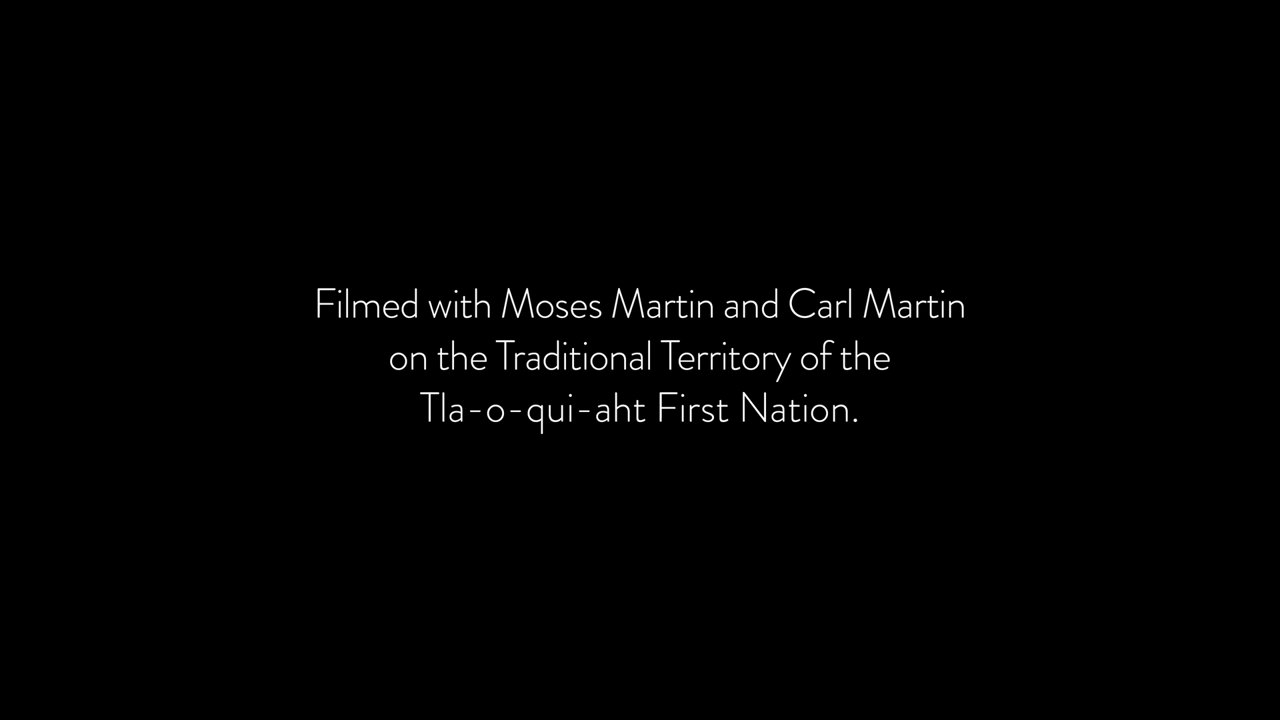 Filmed with Moses Martin and Carl Martin
on the Traditional Territory of the
Tla-o-qui-aht First Nation.